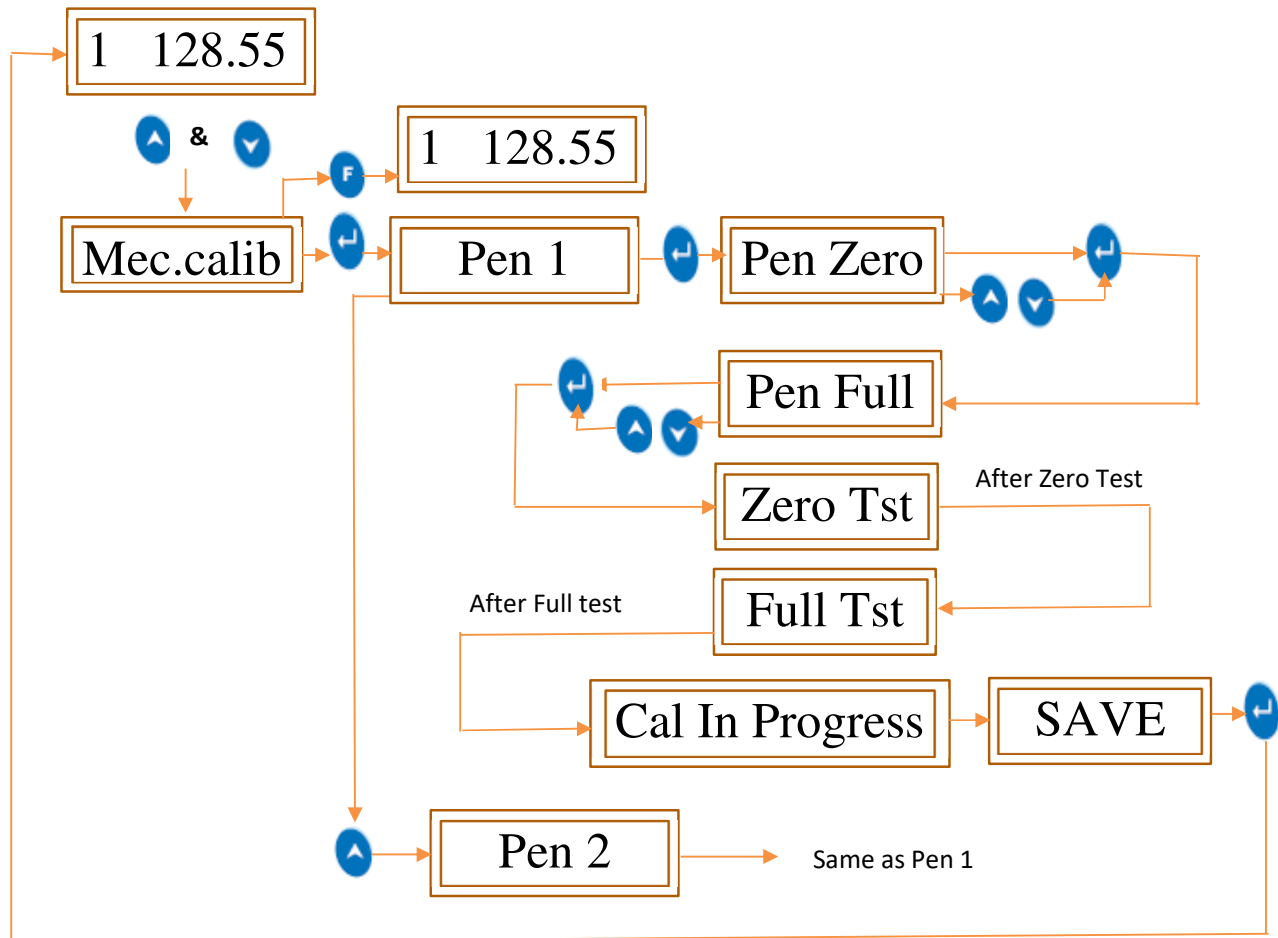 1 128.55
&
1 128.55
F
Mec.calib
Pen 1
Pen Zero
Pen Full
Zero Tst
After Zero Test
Full Tst
After Full test
Cal In Progress
SAVE
Pen 2
Same as Pen 1